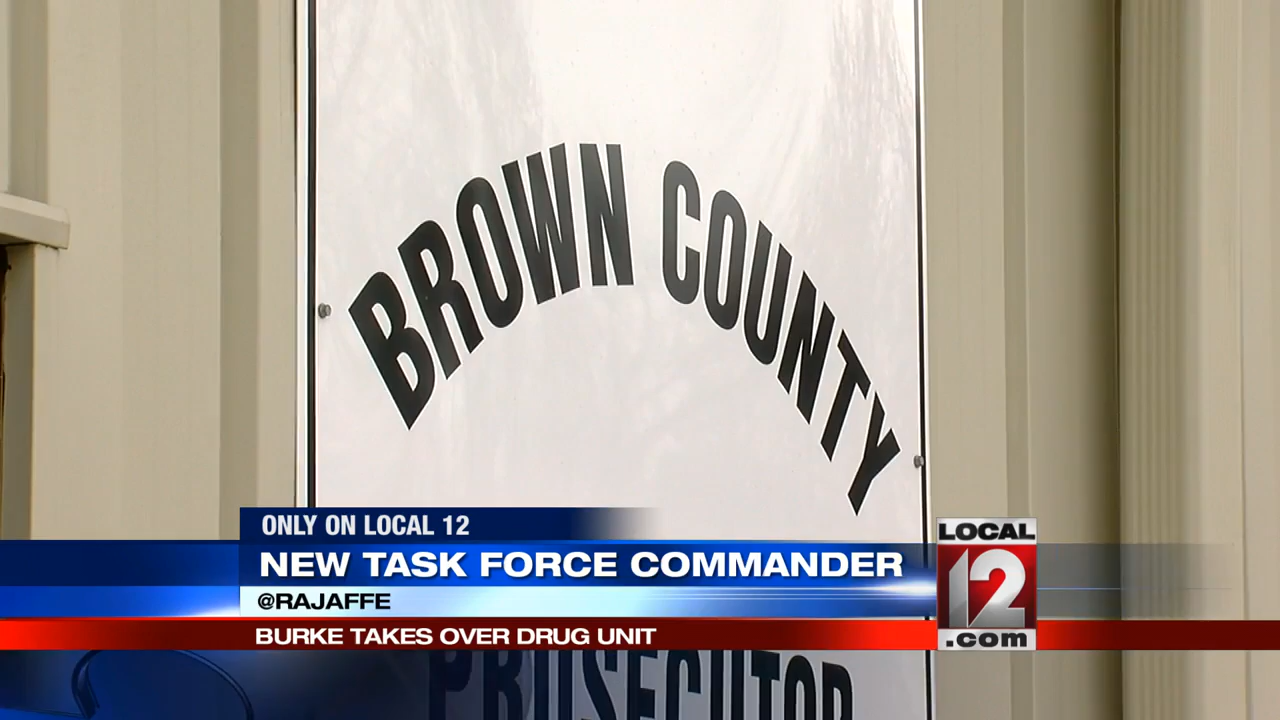 BROWN COUNTY
ONLY ON LOCAL 12
NEW TASK FORCE COMMANDER
@RAJAFFE
BURKE TAKES OVER DRUG UNIT
LOCAL
12
.com
PROSECUTOR